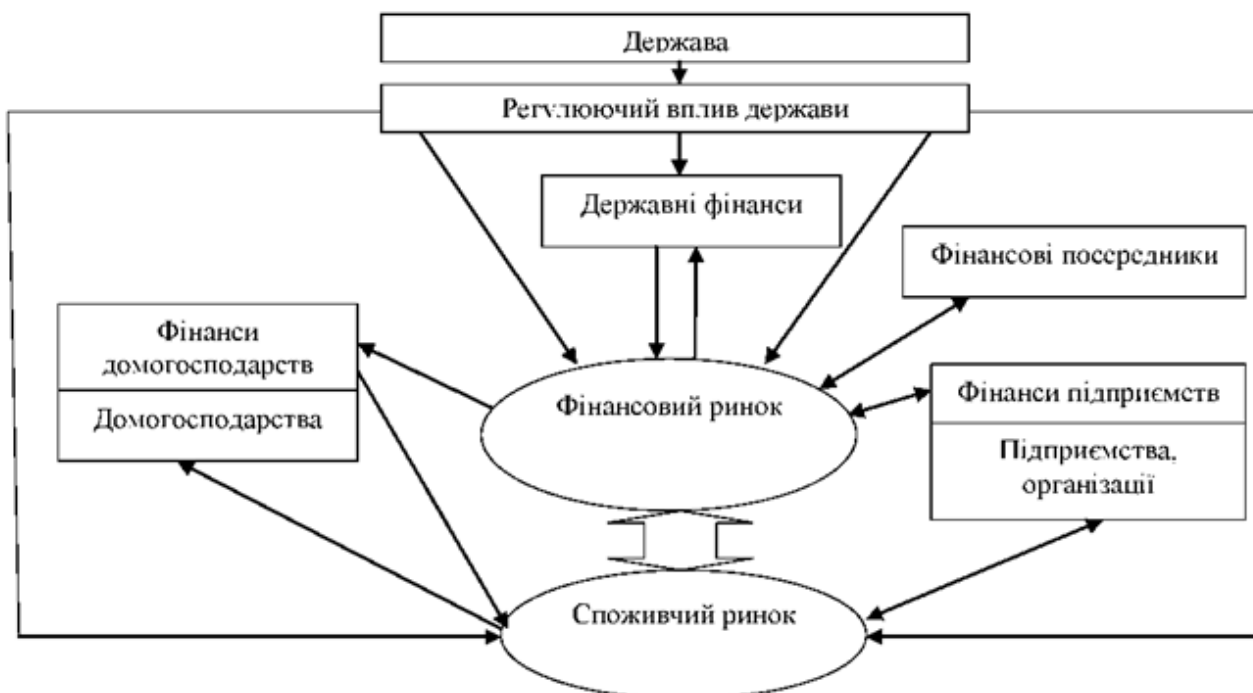 Держава
Регулюючий вплив держави
Державні фінанси
Фінансові посередники
Фінанси
домогосподарств
Домогосподарства
Фінансовий ринок
Фінанси підприємств
Підприємства,
організації
Споживчий ринок